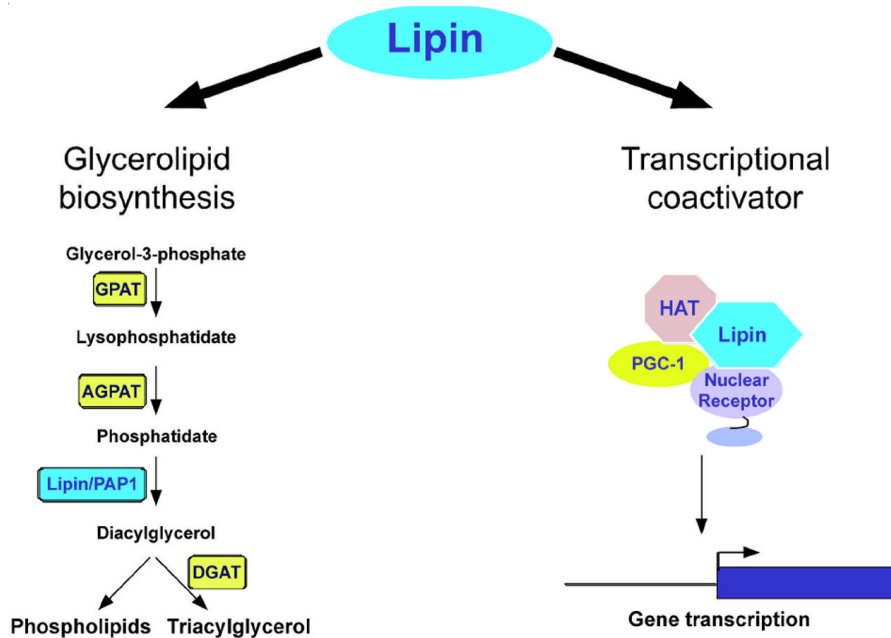 Lipin
Glycerolipid
biosynthesis
Glycerol-3-phosphate
GPAT
Lysophosphatidate
AGPAT
Phosphatidate
Lipin/PAP1
Diacylglycerol
DGAT
Phospholipids Triacylglycerol
Transcriptional
coactivator
HAT
Lipin
PGC-1
Nuclear
Receptor
Gene transcription